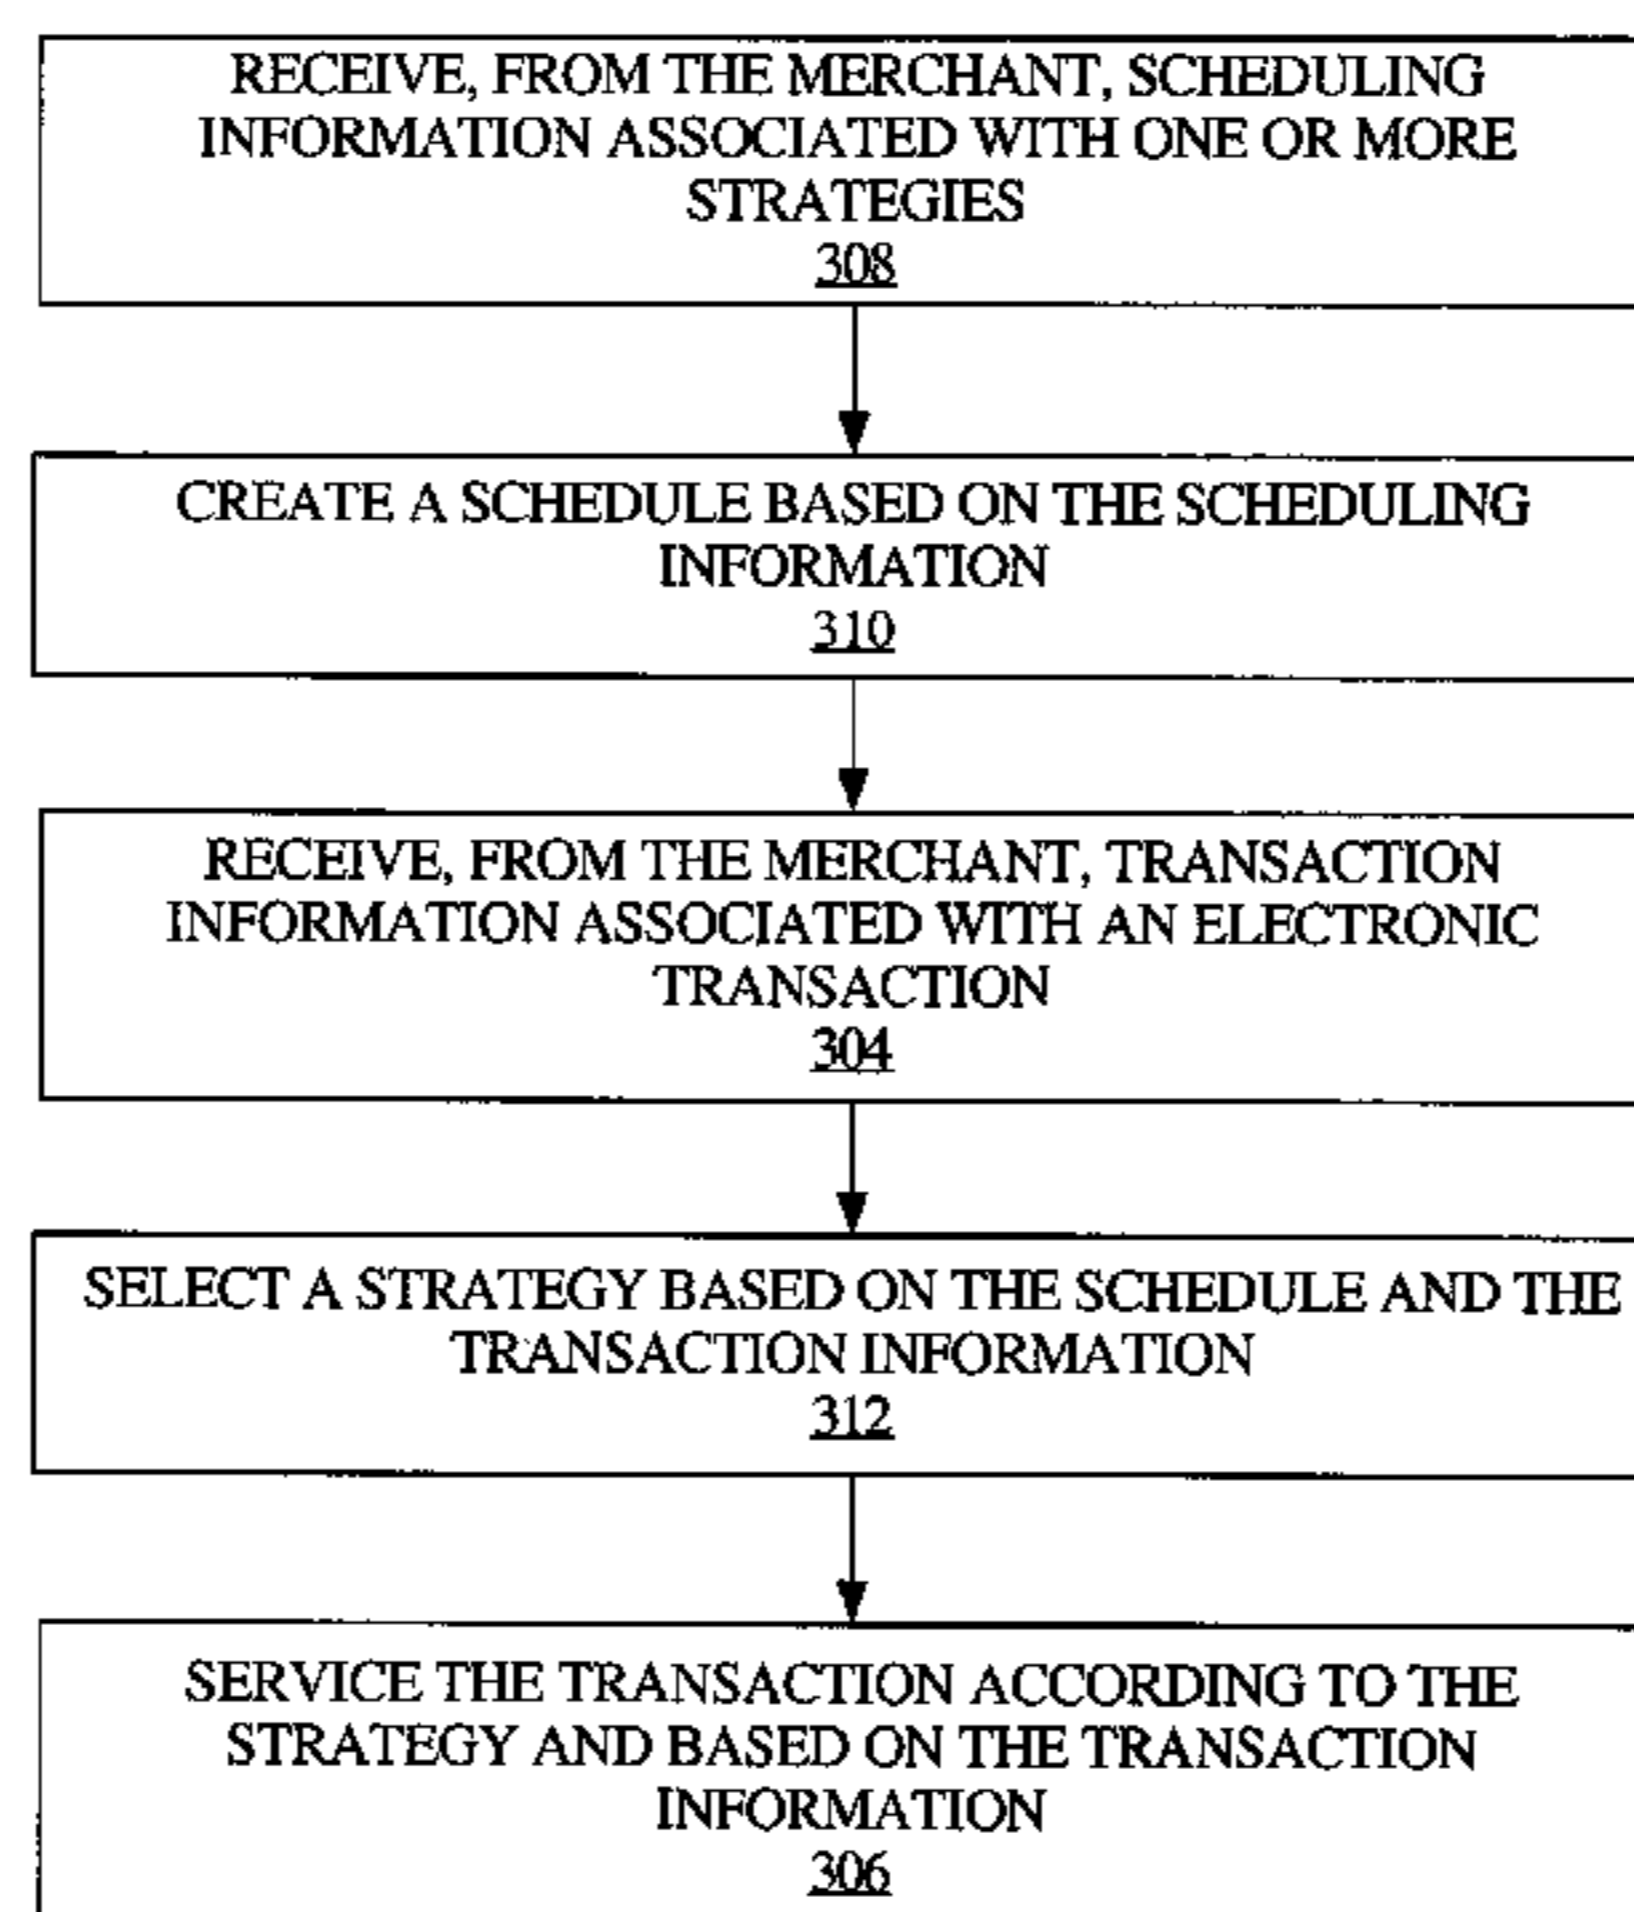 RECEIVE, FROM THE MERCHANT, SCHEDULING
INFORMATION ASSOCIATED WITH ONE OR MORE
STRATEGIES
308
CREATE A SCHEDULE BASED ON THE SCHEDULING
INFORMATION
310
RECEIVE, FROM THE MERCHANT, TRANSACTION
INFORMATION ASSOCIATED WITH AN ELECTRONIC
TRANSACTION
304
SELECT A STRATEGY BASED ON THE SCHEDULE AND THE
TRANSACTION INFORMATION
312
SERVICE THE TRANSACTION ACCORDING TO THE
STRATEGY AND BASED ON THE TRANSACTION
INFORMATION
306